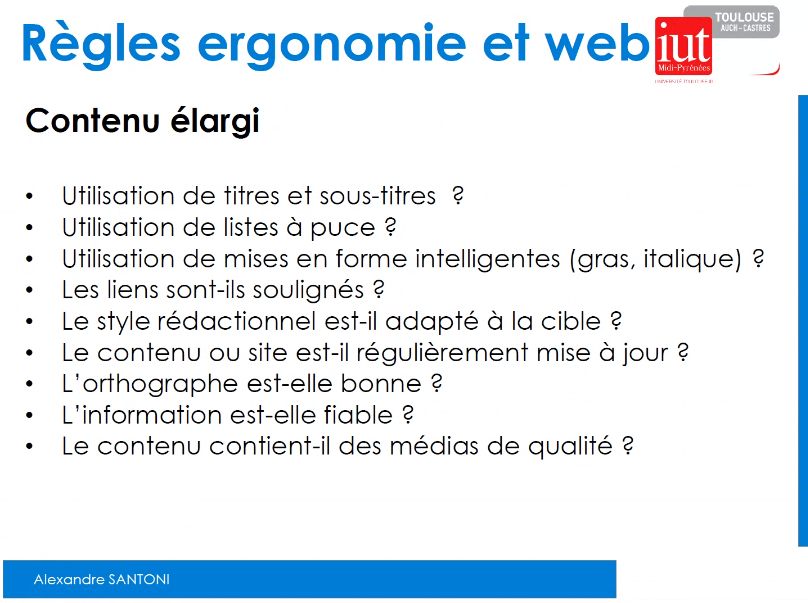 Règles ergonomie et web
TOULOUSE
AUCH - CASTRES
iut
Midi-Pyrénées
Contenu élargi
• Utilisation de titres et sous-titres ?
• Utilisation de listes à puce ?
• Utilisation de mises en forme intelligentes (gras, italique) ?
• Les liens sont-ils soulignés ?
• Le style rédactionnel est-il adapté à la cible ?
• Le contenu ou site est-il régulièrement mise à jour ?
• L'orthographe est-elle bonne ?
• L'information est-elle fiable ?
• Le contenu contient-il des médias de qualité ?
Alexandre SANTONI